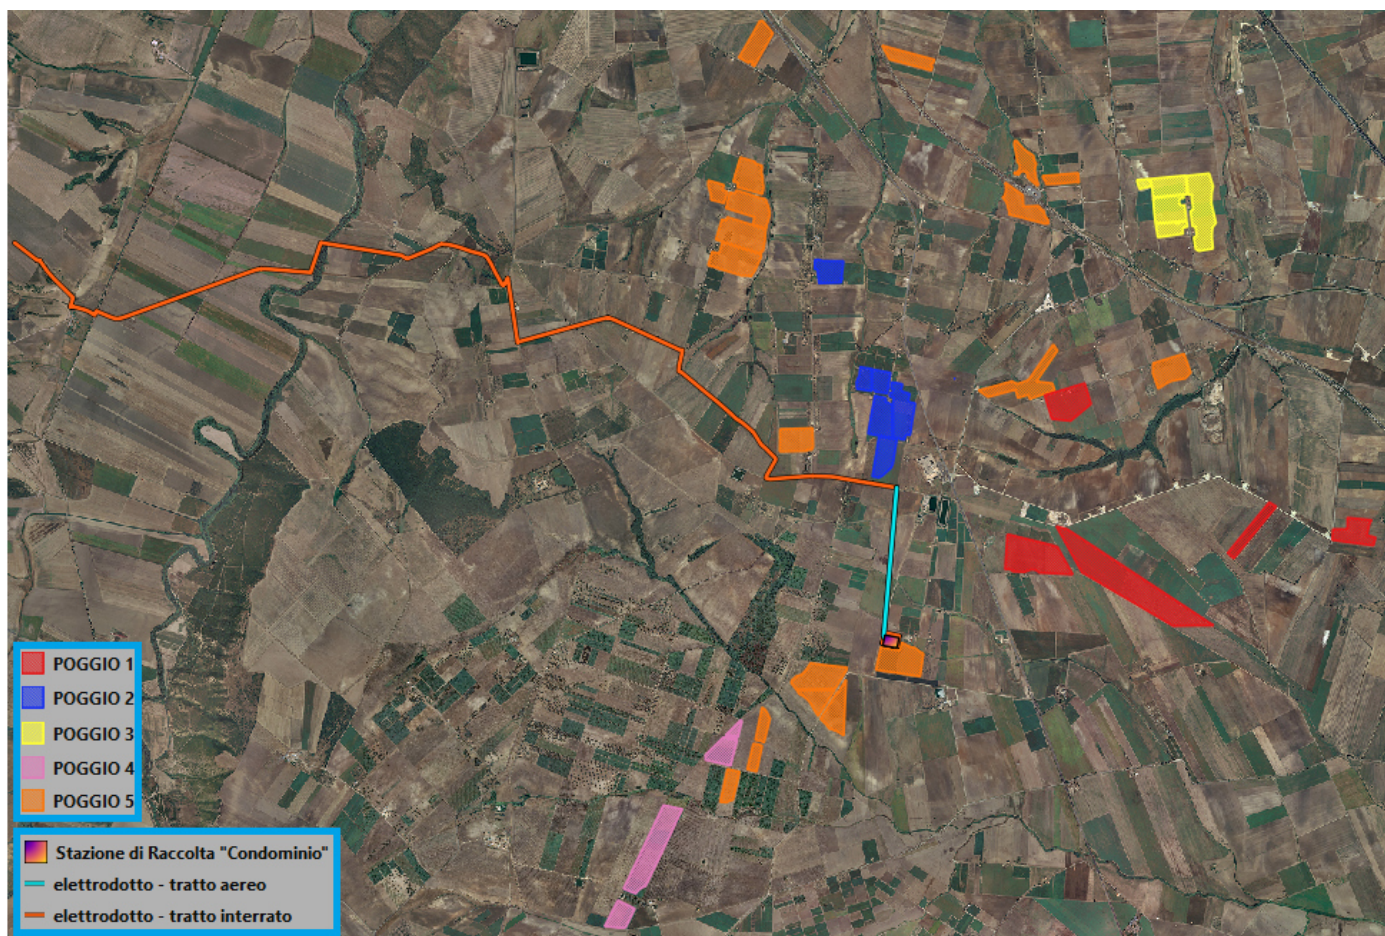 POGGIO 1
POGGIO 2
POGGIO 3
POGGIO 4
POGGIO 5
Stazione di Raccolta "Condominio"
elettrodotto - tratto aereo
elettrodotto - tratto interrato